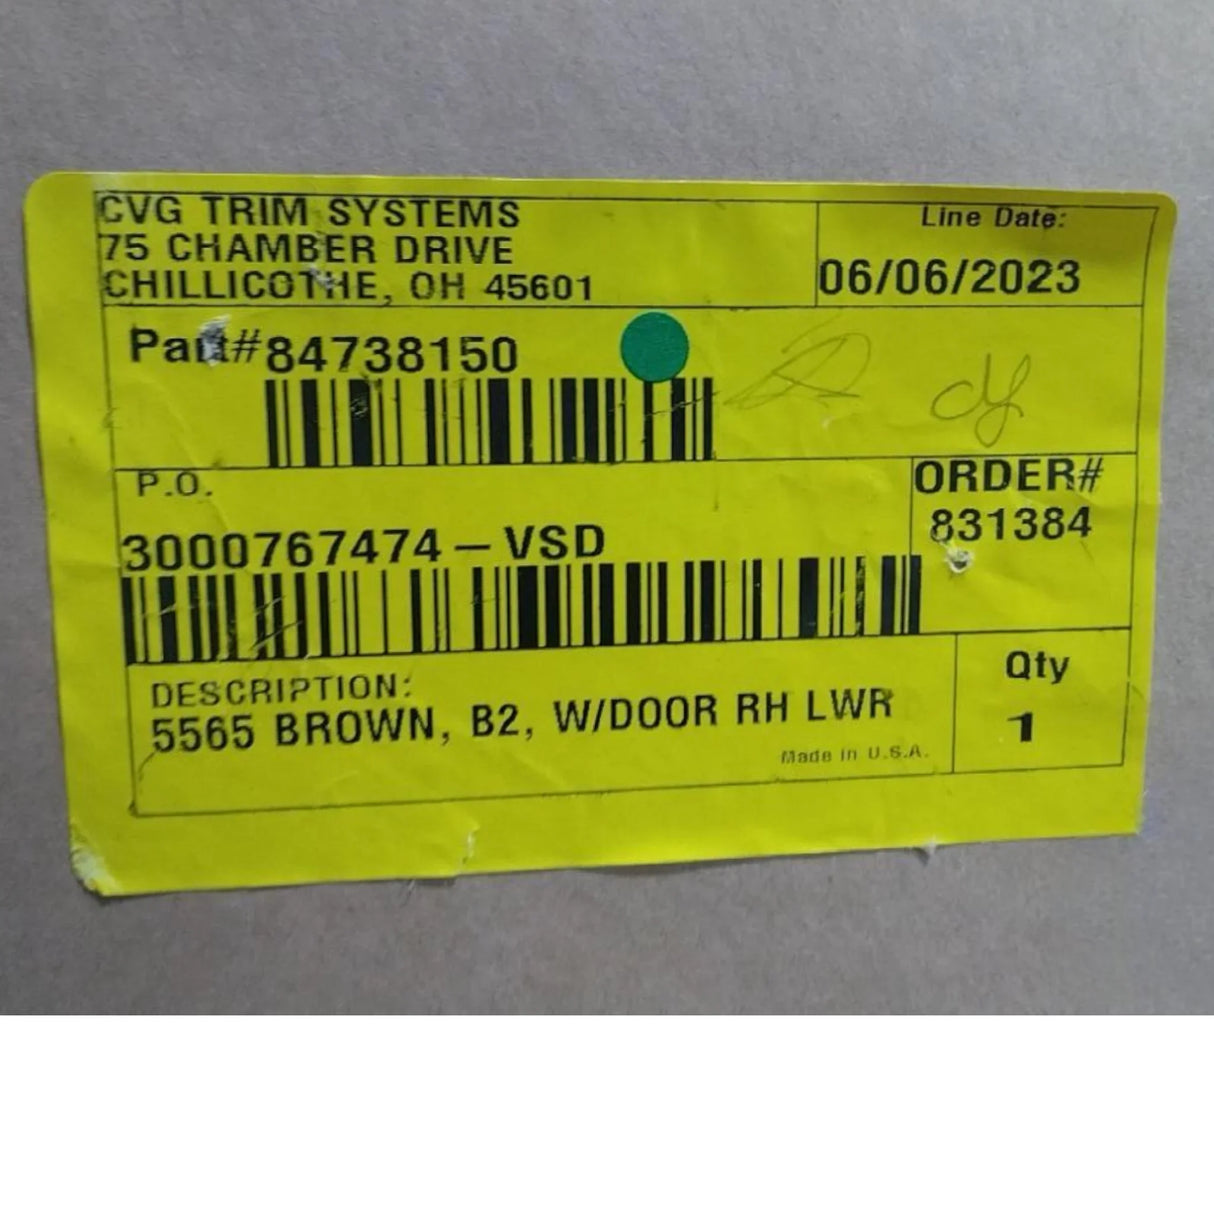 CVG TRIM SYSTEMS
75 CHAMBER DRIVE
CHILLICOTHE, OH 45601
Line Date:
06/06/2023
Part#84738150
P.O.
3000767474 - VSD
ORDER#
831384
DESCRIPTION:
5565 BROWN, B2, W/DOOR RH LWR
Made in U.S.A.
Qty
1